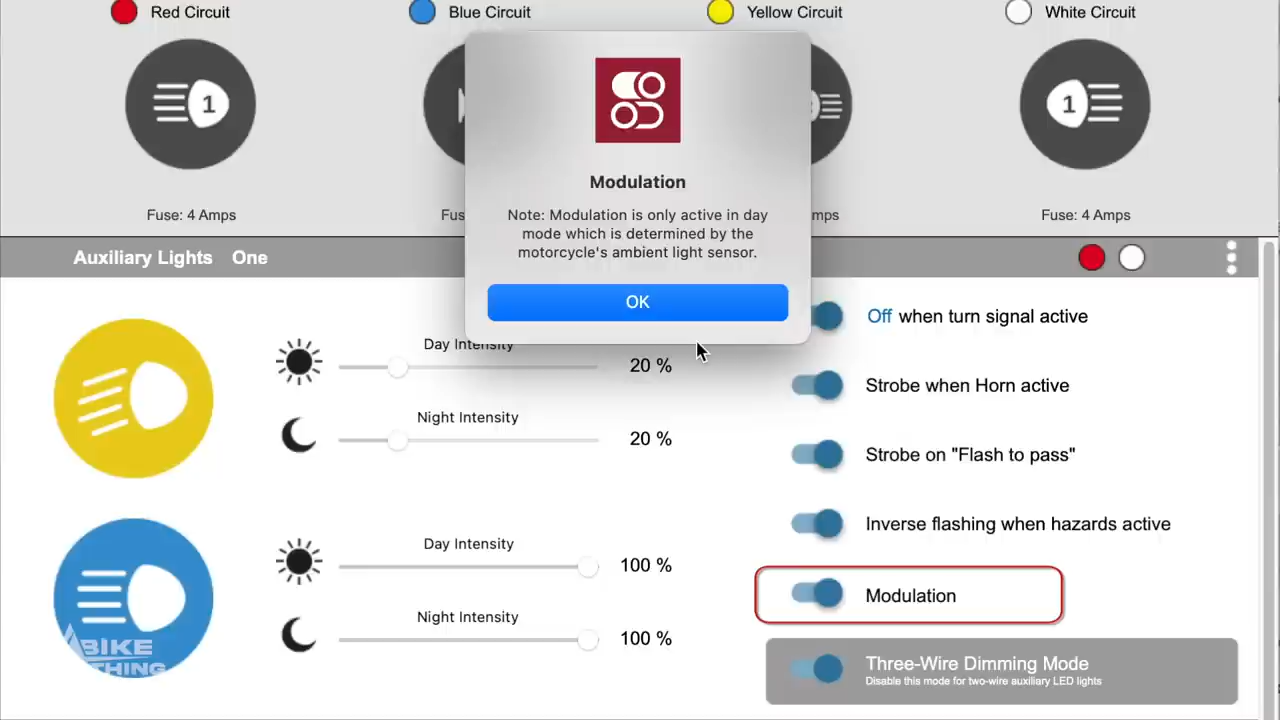 Red Circuit
Blue Circuit
Yellow Circuit
White Circuit
1
1
Fuse: 4 Amps
Fuse: 4 Amps
Modulation
Note: Modulation is only active in day
mode which is determined by the
motorcycle's ambient light sensor.
OK
Auxiliary Lights One
Day Intensity
20 %
Night Intensity
20 %
Day Intensity
100 %
Night Intensity
100 %
Off when turn signal active
Strobe when Horn active
Strobe on "Flash to pass"
Inverse flashing when hazards active
Modulation
Three-Wire Dimming Mode
Disable this mode for two-wire auxiliary LED lights
BIKE
THING